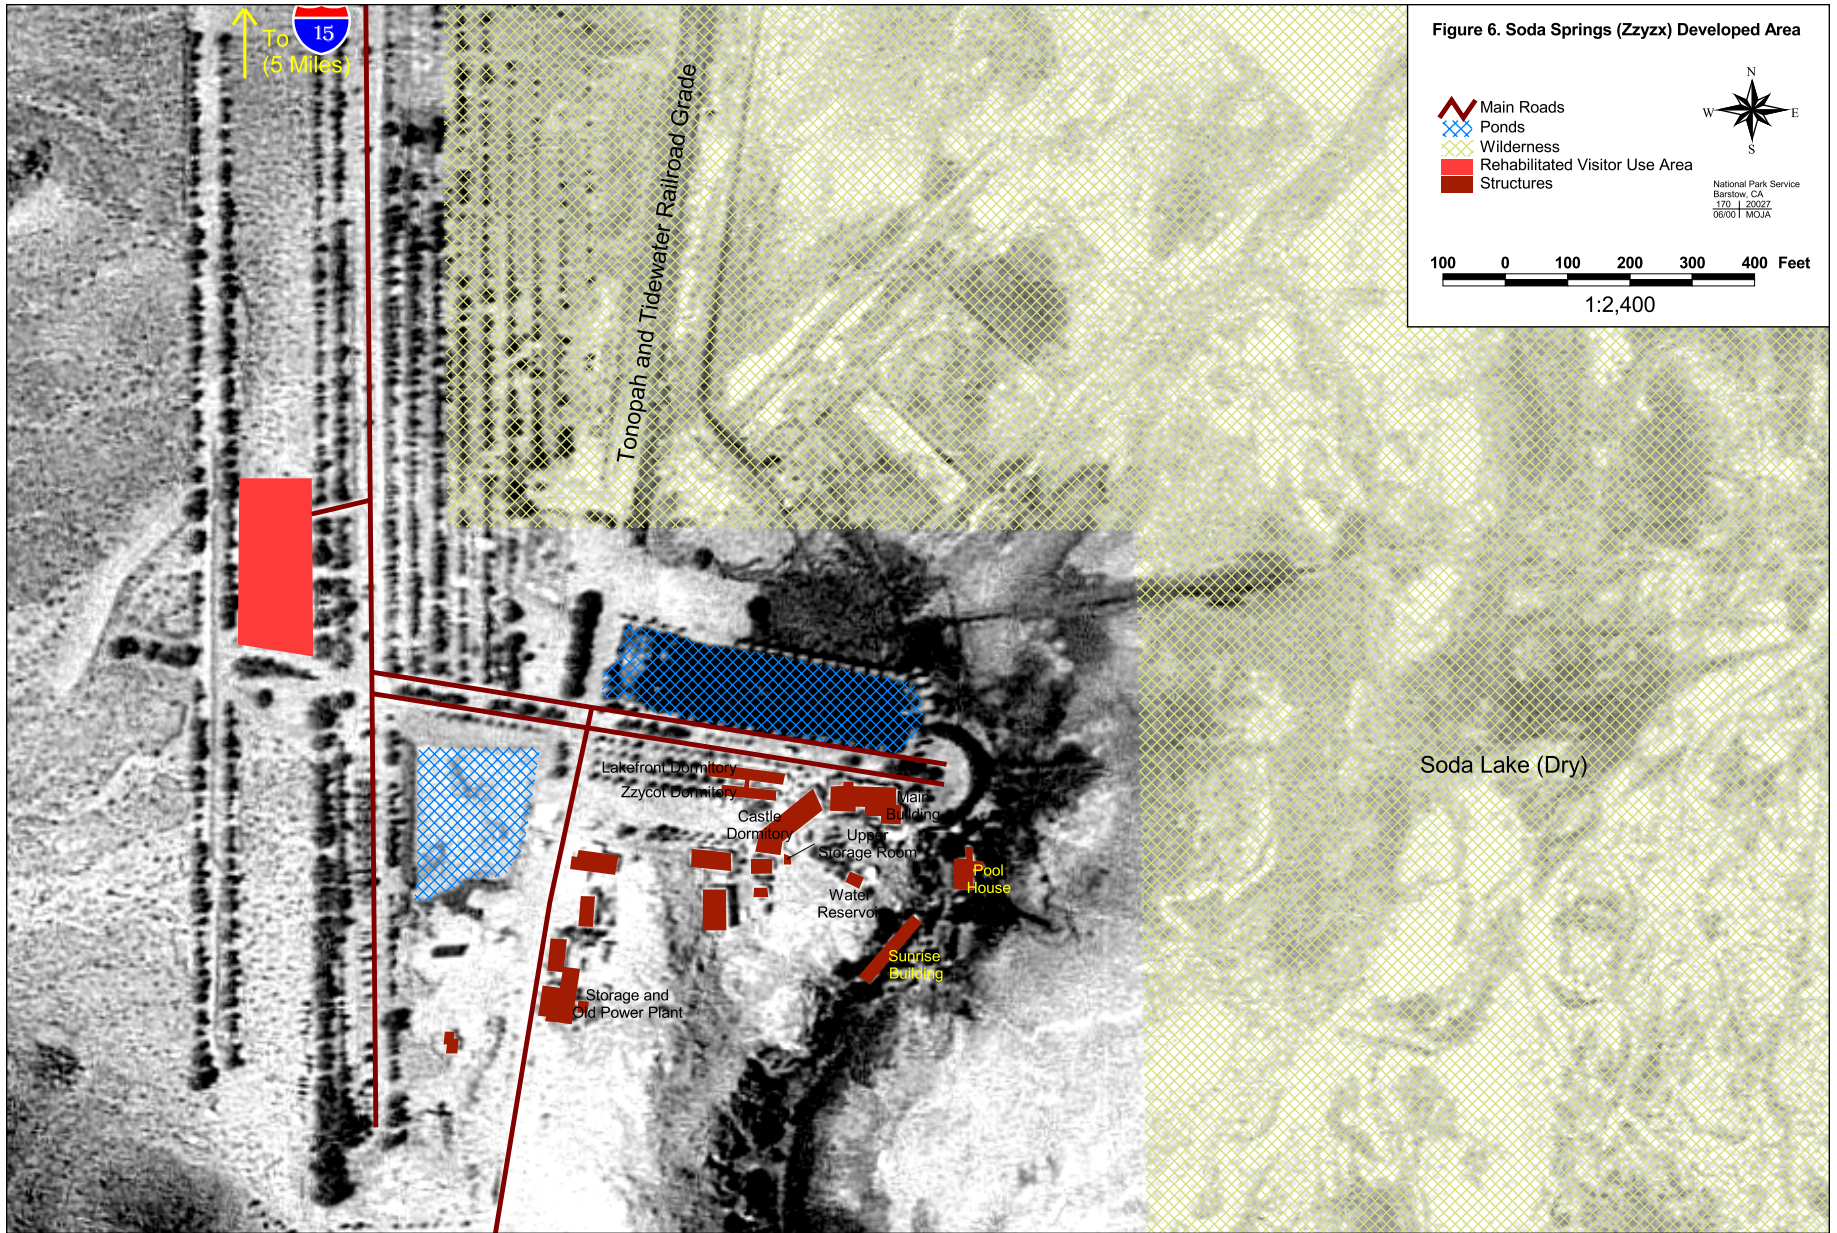 To
15
(5 Miles)
Tonopah and Tidewater Railroad Grade
Figure 6. Soda Springs (Zzyzx) Developed Area
Main Roads
Ponds
Wilderness
Rehabilitated Visitor Use Area
Structures
N
W
E
S
National Park Service
Barstow, CA
170 | 20027
06/00 | MOJA
100 0 100 200 300 400 Feet
1:2,400
Soda Lake (Dry)
Lakefront Dormitory
Zzycot Dormitory
Castle
Dormitory
Main
Building
Upper
Storage Room
Water
Reservoir
Pool
House
Sunrise
Building
Storage and
Old Power Plant